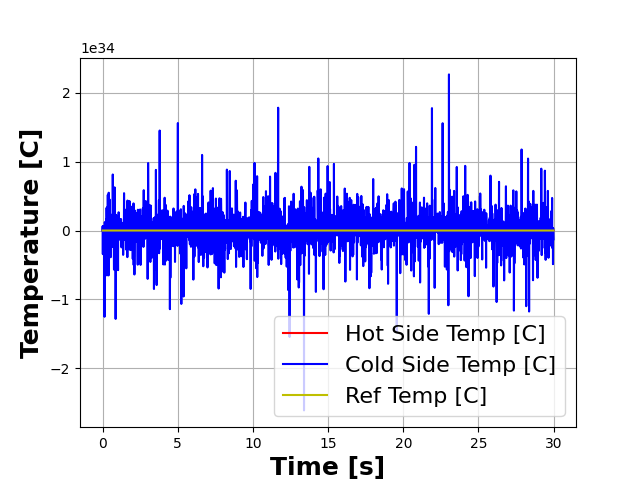 1e34
2
1
0
−1
−2
Temperature [C]
Hot Side Temp [C]
Cold Side Temp [C]
Ref Temp [C]
0 5 10 15 20 25 30
Time [s]